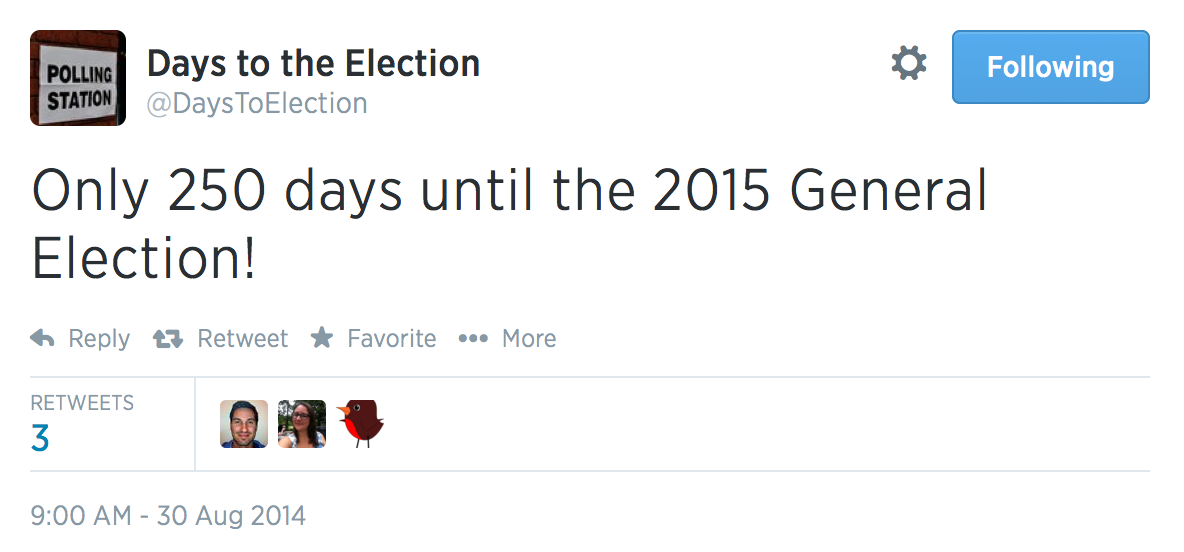 POLLING
STATION
Days to the Election
@DaysToElection
Following
Only 250 days until the 2015 General
Election!
Reply Retweet Favorite More
RETWEETS
3
9:00 AM - 30 Aug 2014